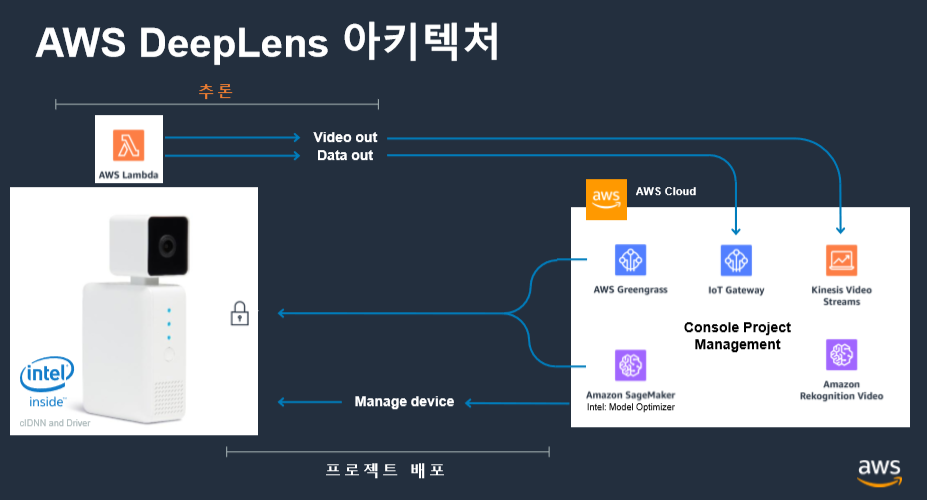 AWS DeepLens 아키텍처
추론
AWS Lambda
Video out
Data out
aws
AWS Cloud
AWS Greengrass
IoT Gateway
Kinesis Video
Streams
Console Project
Management
Amazon SageMaker
Intel: Model Optimizer
Amazon
Rekognition Video
intel
inside™
clDNN and Driver
Manage device
프로젝트 배포
aws